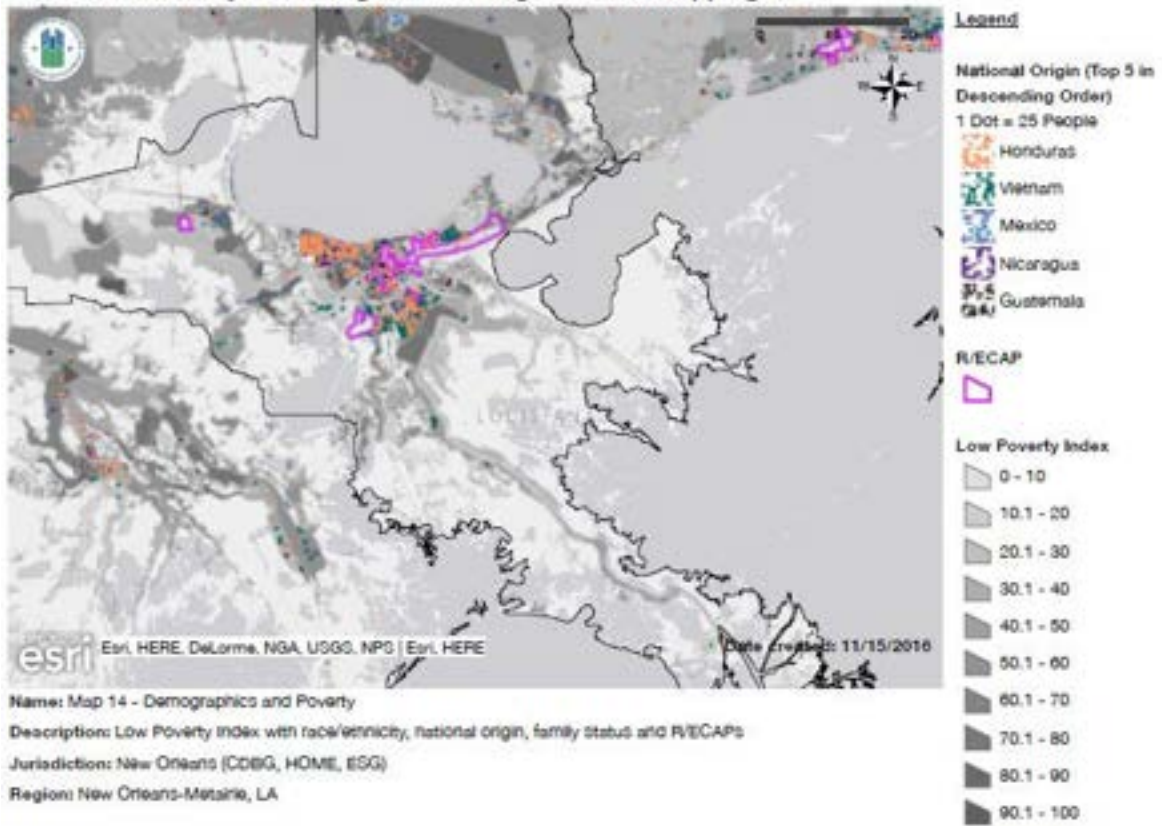 Legend
National Origin (Top 5 in
Descending Order)
1 Dot = 25 People
Honduras
Vietnam
Mexico
Nicaragua
Guatemala
R/ECAP
Low Poverty Index
0 - 10
10.1 - 20
20.1 - 30
30.1 - 40
40.1 - 50
50.1 - 60
60.1 - 70
70.1 - 80
80.1 - 90
90.1 - 100
N
E
esri
Esri, HERE, DeLorme, NGA, USGS, NPS | Esri, HERE
Date created: 11/15/2016
Name: Map 14 - Demographics and Poverty
Description: Low Poverty Index with race/ethnicity, national origin, family status and R/ECAPs
Jurisdiction: New Orleans (CDBG, HOME, ESG)
Region: New Orleans-Metairie, LA